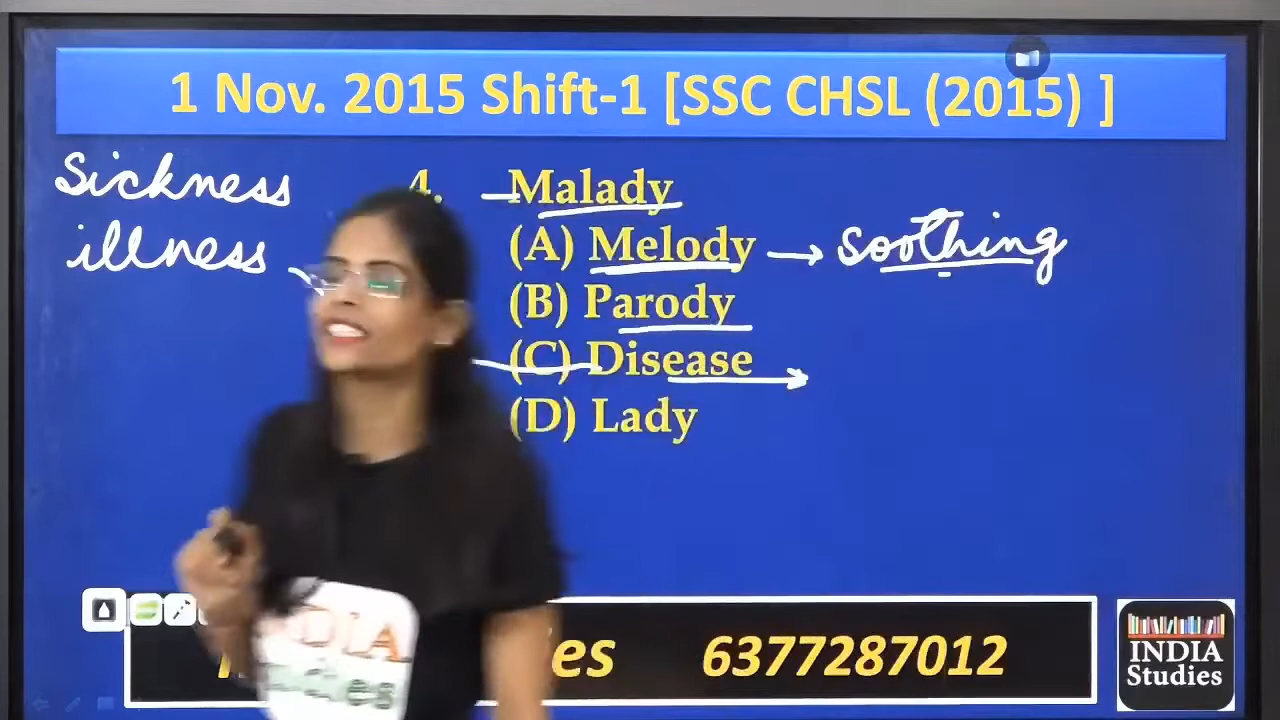 1 Nov. 2015 Shift-1 [SSC CHSL (2015) ]
Sickness
illness
4. Malady
(A) Melody → Soothing
(B) Parody
(C) Disease
(D) Lady
es 6377287012
INDIA
Studies